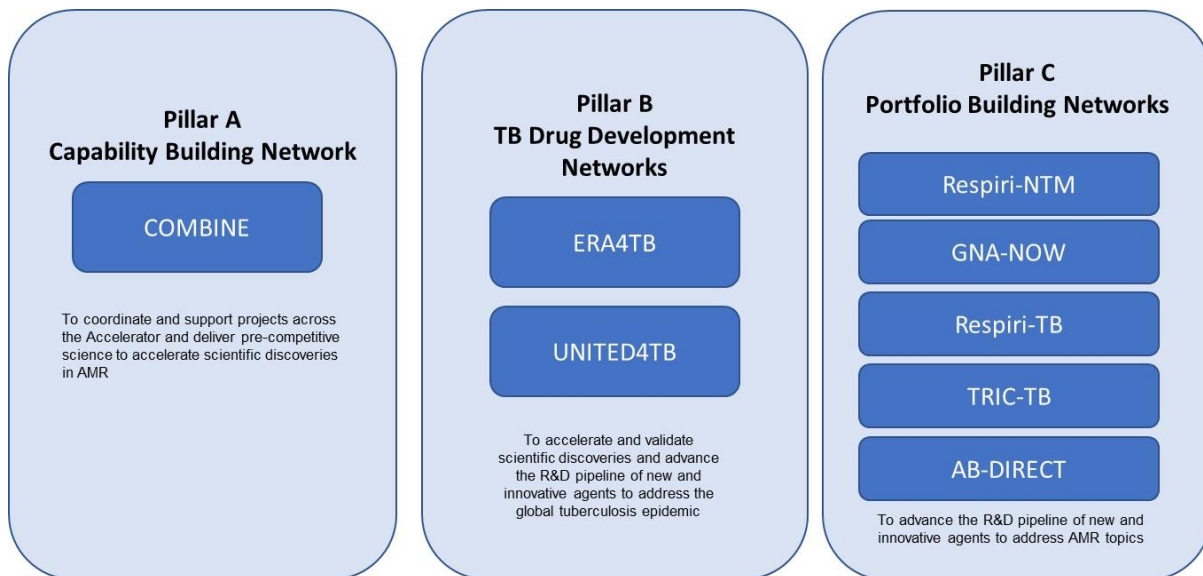 Pillar A
Capability Building Network
COMBINE
To coordinate and support projects across
the Accelerator and deliver pre-competitive
science to accelerate scientific discoveries
in AMR
Pillar B
TB Drug Development
Networks
ERA4TB
UNITED4TB
To accelerate and validate
scientific discoveries and advance
the R&D pipeline of new and
innovative agents to address the
global tuberculosis epidemic
Pillar C
Portfolio Building Networks
Respiri-NTM
GNA-NOW
Respiri-TB
TRIC-TB
AB-DIRECT
To advance the R&D pipeline of new and
innovative agents to address AMR topics